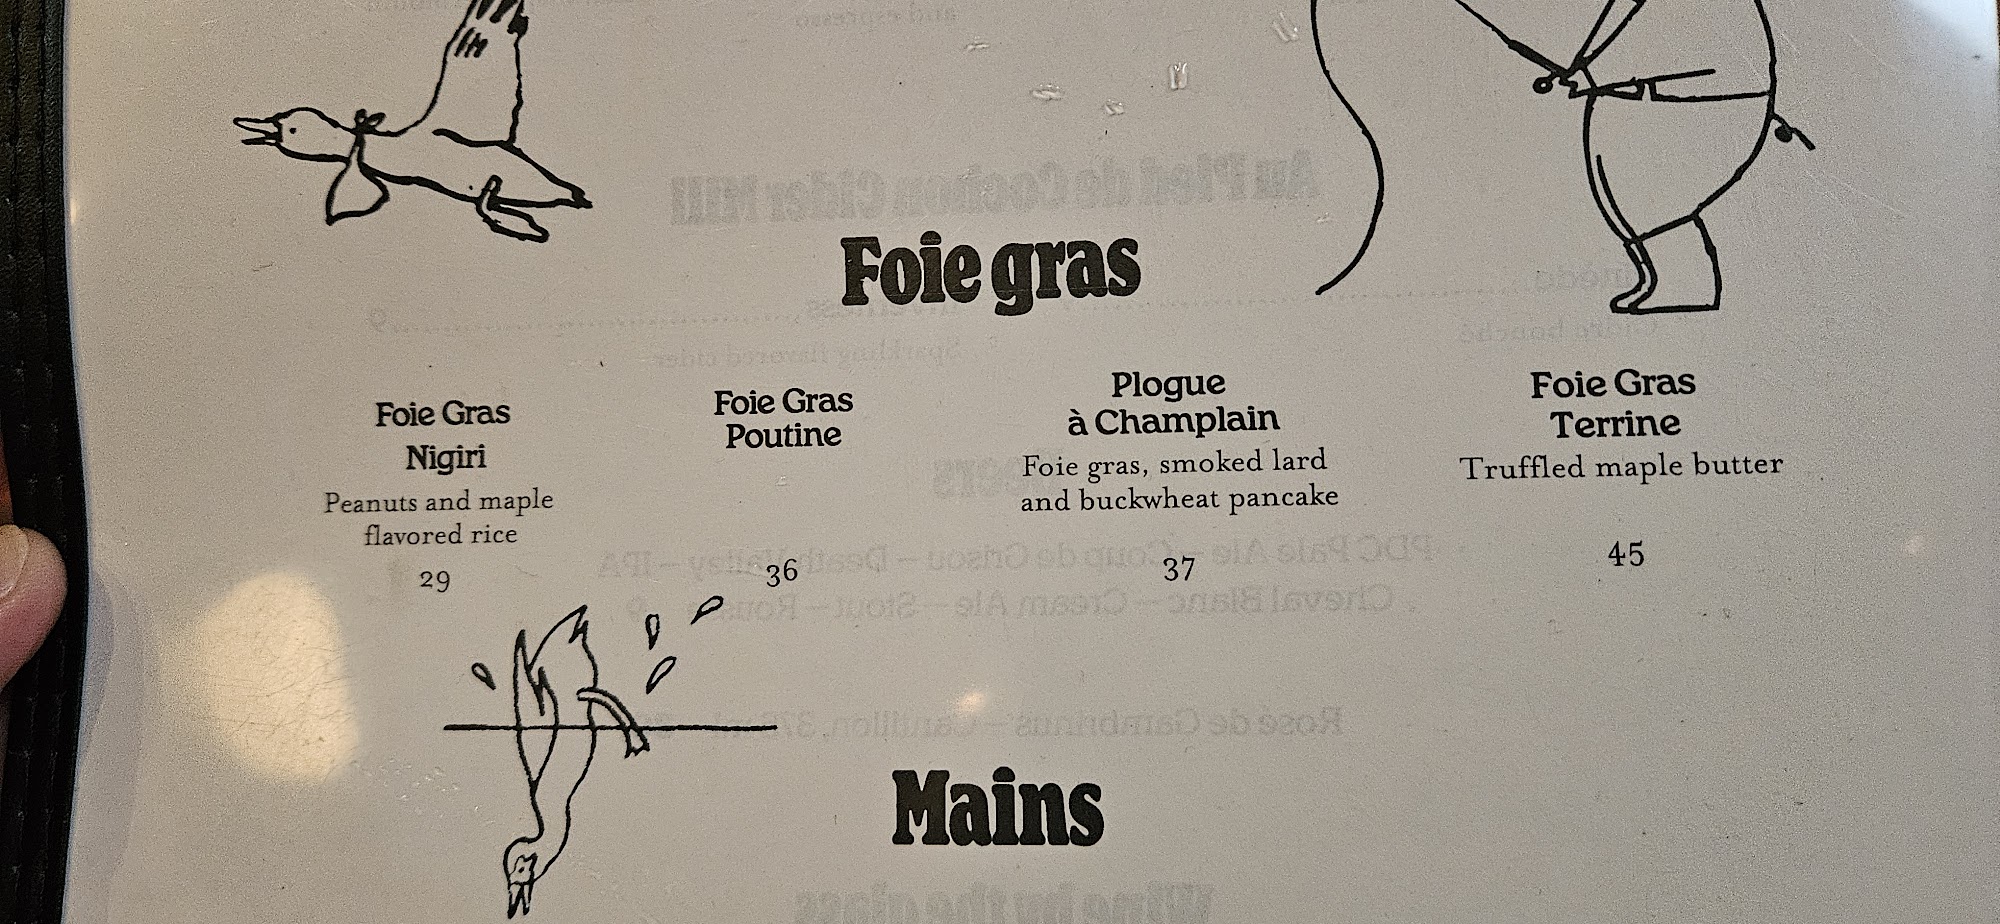 Foie gras
Foie Gras
Nigiri
Peanuts and maple
flavored rice
29
Foie Gras
Poutine
36
Plogue
à Champlain
Foie gras, smoked lard
and buckwheat pancake
37
Foie Gras
Terrine
Truffled maple butter
45
Mains